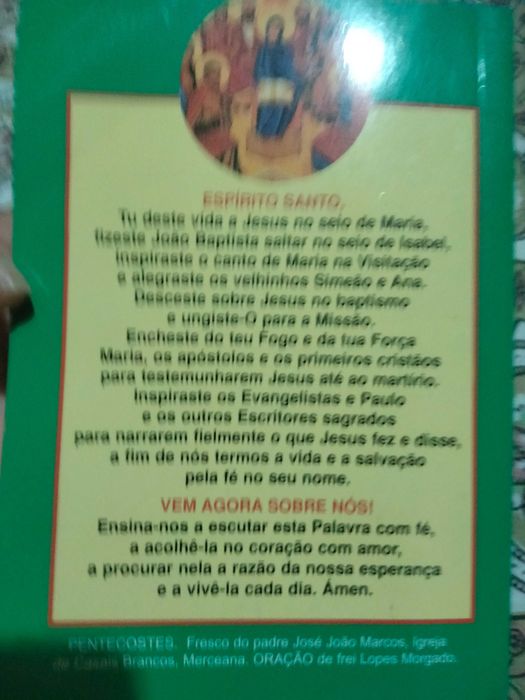 ESPÍRITO SANTO,
Tu deste vida a Jesus no seio de Maria,
fizeste João Baptista saltar no seio de Isabel,
Inspiraste o canto de Maria na Visitação
e alegraste os velhinhos Simeão e Ana.
Desceste sobre Jesus no baptismo
e ungiste-O para a Missão.
Encheste do teu Fogo e da tua Força
Maria, os apóstolos e os primeiros cristãos
para testemunharem Jesus até ao martírio.
Inspiraste os Evangelistas e Paulo
e os outros Escritores sagrados
para narrarem fielmente o que Jesus fez e disse,
a fim de nós termos a vida e a salvação
pela fé no seu nome.
VEM AGORA SOBRE NÓS!
Ensina-nos a escutar esta Palavra com fé,
a acolhê-la no coração com amor,
a procurar nela a razão da nossa esperança
e a vivê-la cada dia. Ámen.
PENTECOSTES. Fresco do padre José João Marcos, Igreja
de Casais Brancos, Merceana. ORAÇÃO de frei Lopes Morgado.